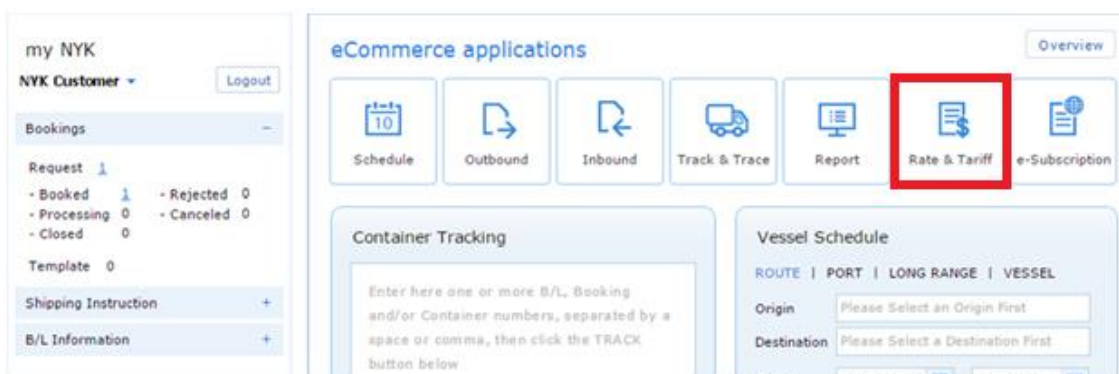 my NYK
NYK Customer
Logout
Bookings
Request 1
- Booked 1 - Rejected 0
- Processing 0 - Canceled 0
- Closed 0
Template 0
Shipping Instruction +
B/L Information +
eCommerce applications
Overview
10
Schedule
Outbound
Inbound
Track & Trace
Report
$
Rate & Tariff
e-Subscription
Container Tracking
Enter here one or more B/L, Booking
and/or Container numbers, separated by a
space or comma, then click the TRACK
button below
Vessel Schedule
ROUTE | PORT | LONG RANGE | VESSEL
Origin Please Select an Origin First
Destination Please Select a Destination First